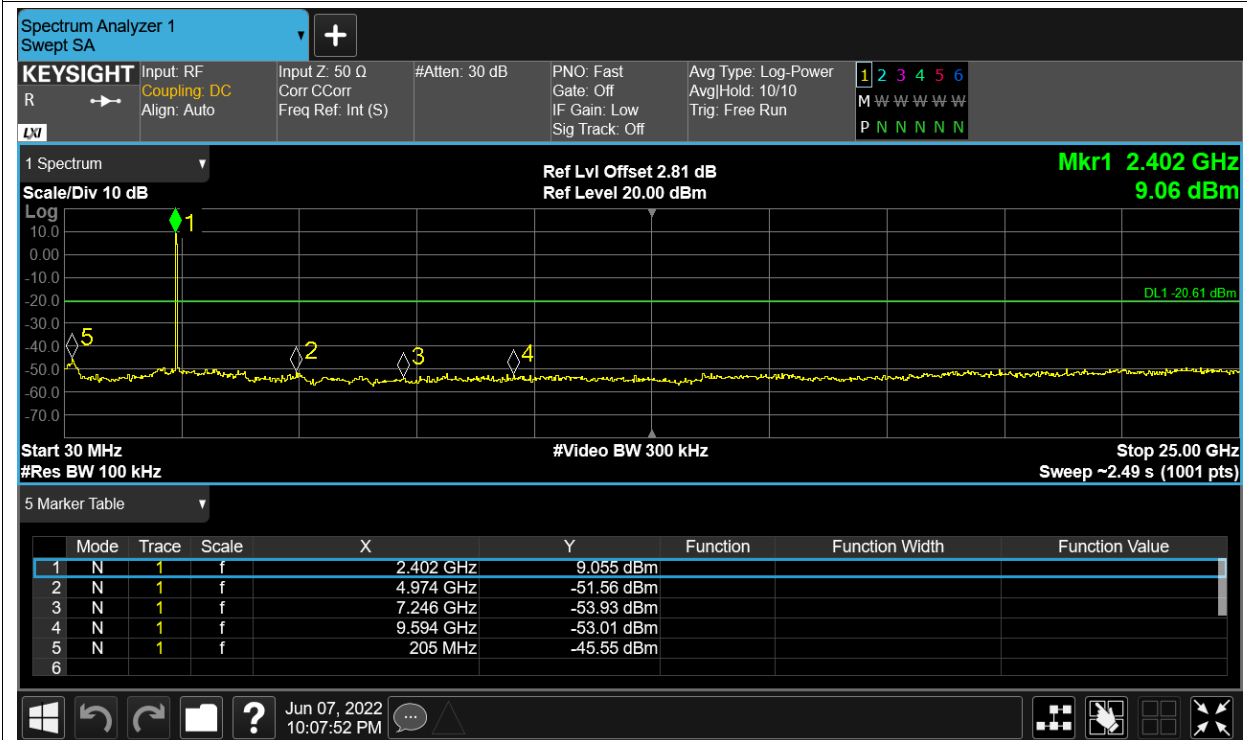 Spectrum Analyzer 1
Swept SA
+
KEYSIGHT
R
LXI
Input: RF
Coupling: DC
Align: Auto
Input Z: 50 Ω
Corr CCorr
Freq Ref: Int (S)
#Atten: 30 dB
PNO: Fast
Gate: Off
IF Gain: Low
Sig Track: Off
Avg Type: Log-Power
Avg|Hold: 10/10
Trig: Free Run
1 2 3 4 5 6
M W W W W W
P N N N N N
1 Spectrum
Scale/Div 10 dB
Ref Lvl Offset 2.81 dB
Ref Level 20.00 dBm
Mkr1 2.402 GHz
9.06 dBm
Log
10.0
0.00
-10.0
-20.0
-30.0
-40.0
-50.0
-60.0
-70.0
1
DL1 -20.61 dBm
5
2
3
4
Start 30 MHz
#Video BW 300 kHz
Stop 25.00 GHz
#Res BW 100 kHz
Sweep ~2.49 s (1001 pts)
5 Marker Table
Mode Trace Scale X Y Function Function Width Function Value
1 N 1 f 2.402 GHz 9.055 dBm
2 N 1 f 4.974 GHz -51.56 dBm
3 N 1 f 7.246 GHz -53.93 dBm
4 N 1 f 9.594 GHz -53.01 dBm
5 N 1 f 205 MHz -45.55 dBm
6
?
Jun 07, 2022
10:07:52 PM